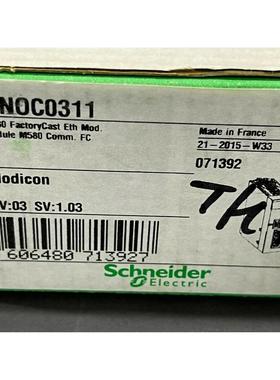 NOC0311
60 FactoryCast Eth Mod.
dule M580 Comm. FC
Made in France
21-2015-W33
071392
odicon
V:03 SV:1.03
TK
606480 713927
Schneider
Electric